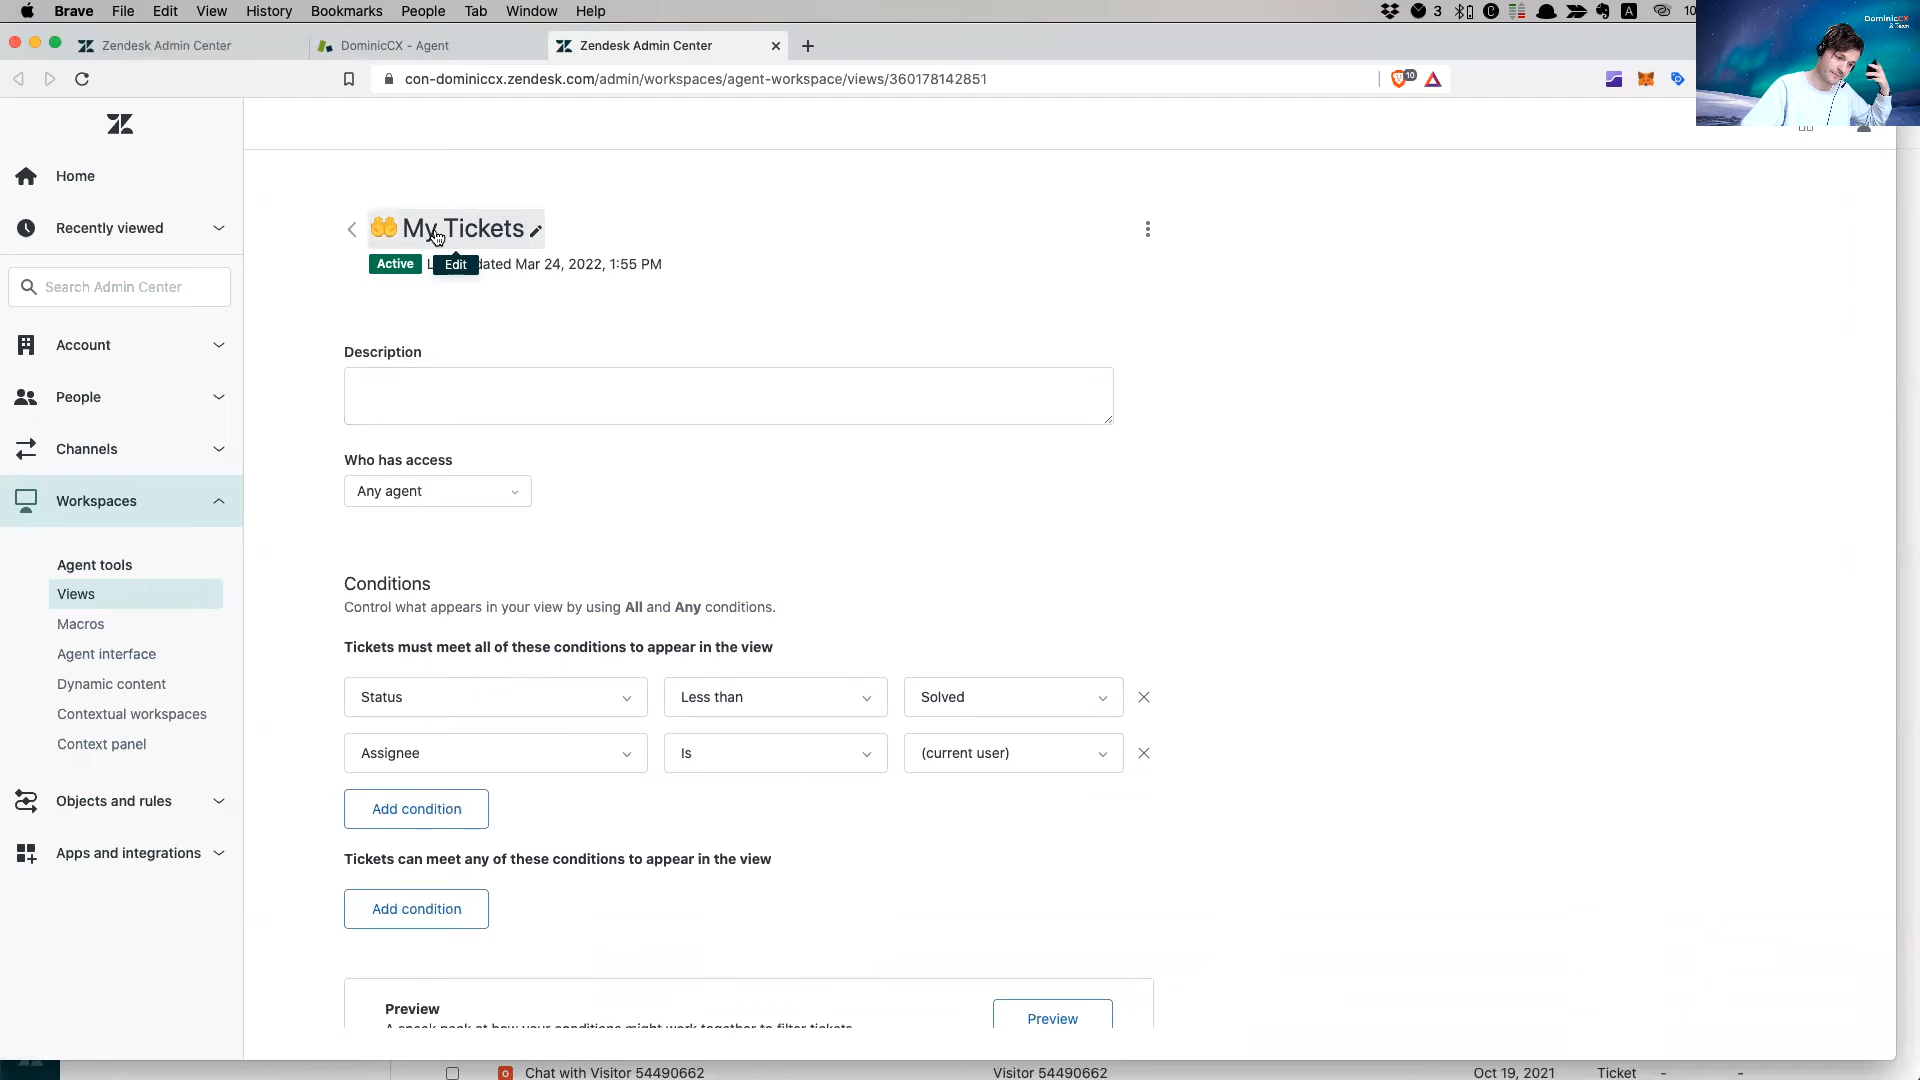 Brave File Edit View History Bookmarks People Tab Window Help 3 10
DominicCX
& Team
Zendesk Admin Center DominicCX - Agent Zendesk Admin Center
con-dominiccx.zendesk.com/admin/workspaces/agent-workspace/views/360178142851 10
Home
Recently viewed
Search Admin Center
Account
People
Channels
Workspaces
Agent tools
Views
Macros
Agent interface
Dynamic content
Contextual workspaces
Context panel
Objects and rules
Apps and integrations
My Tickets
Active dated Mar 24, 2022, 1:55 PM
Edit
Description
Who has access
Any agent
Conditions
Control what appears in your view by using All and Any conditions.
Tickets must meet all of these conditions to appear in the view
Status Less than Solved
Assignee Is (current user)
Add condition
Tickets can meet any of these conditions to appear in the view
Add condition
Preview
A sneak peek at how your conditions might work together to filter tickets
Preview
Chat with Visitor 54490662 Visitor 54490662 Oct 19, 2021 Ticket - -